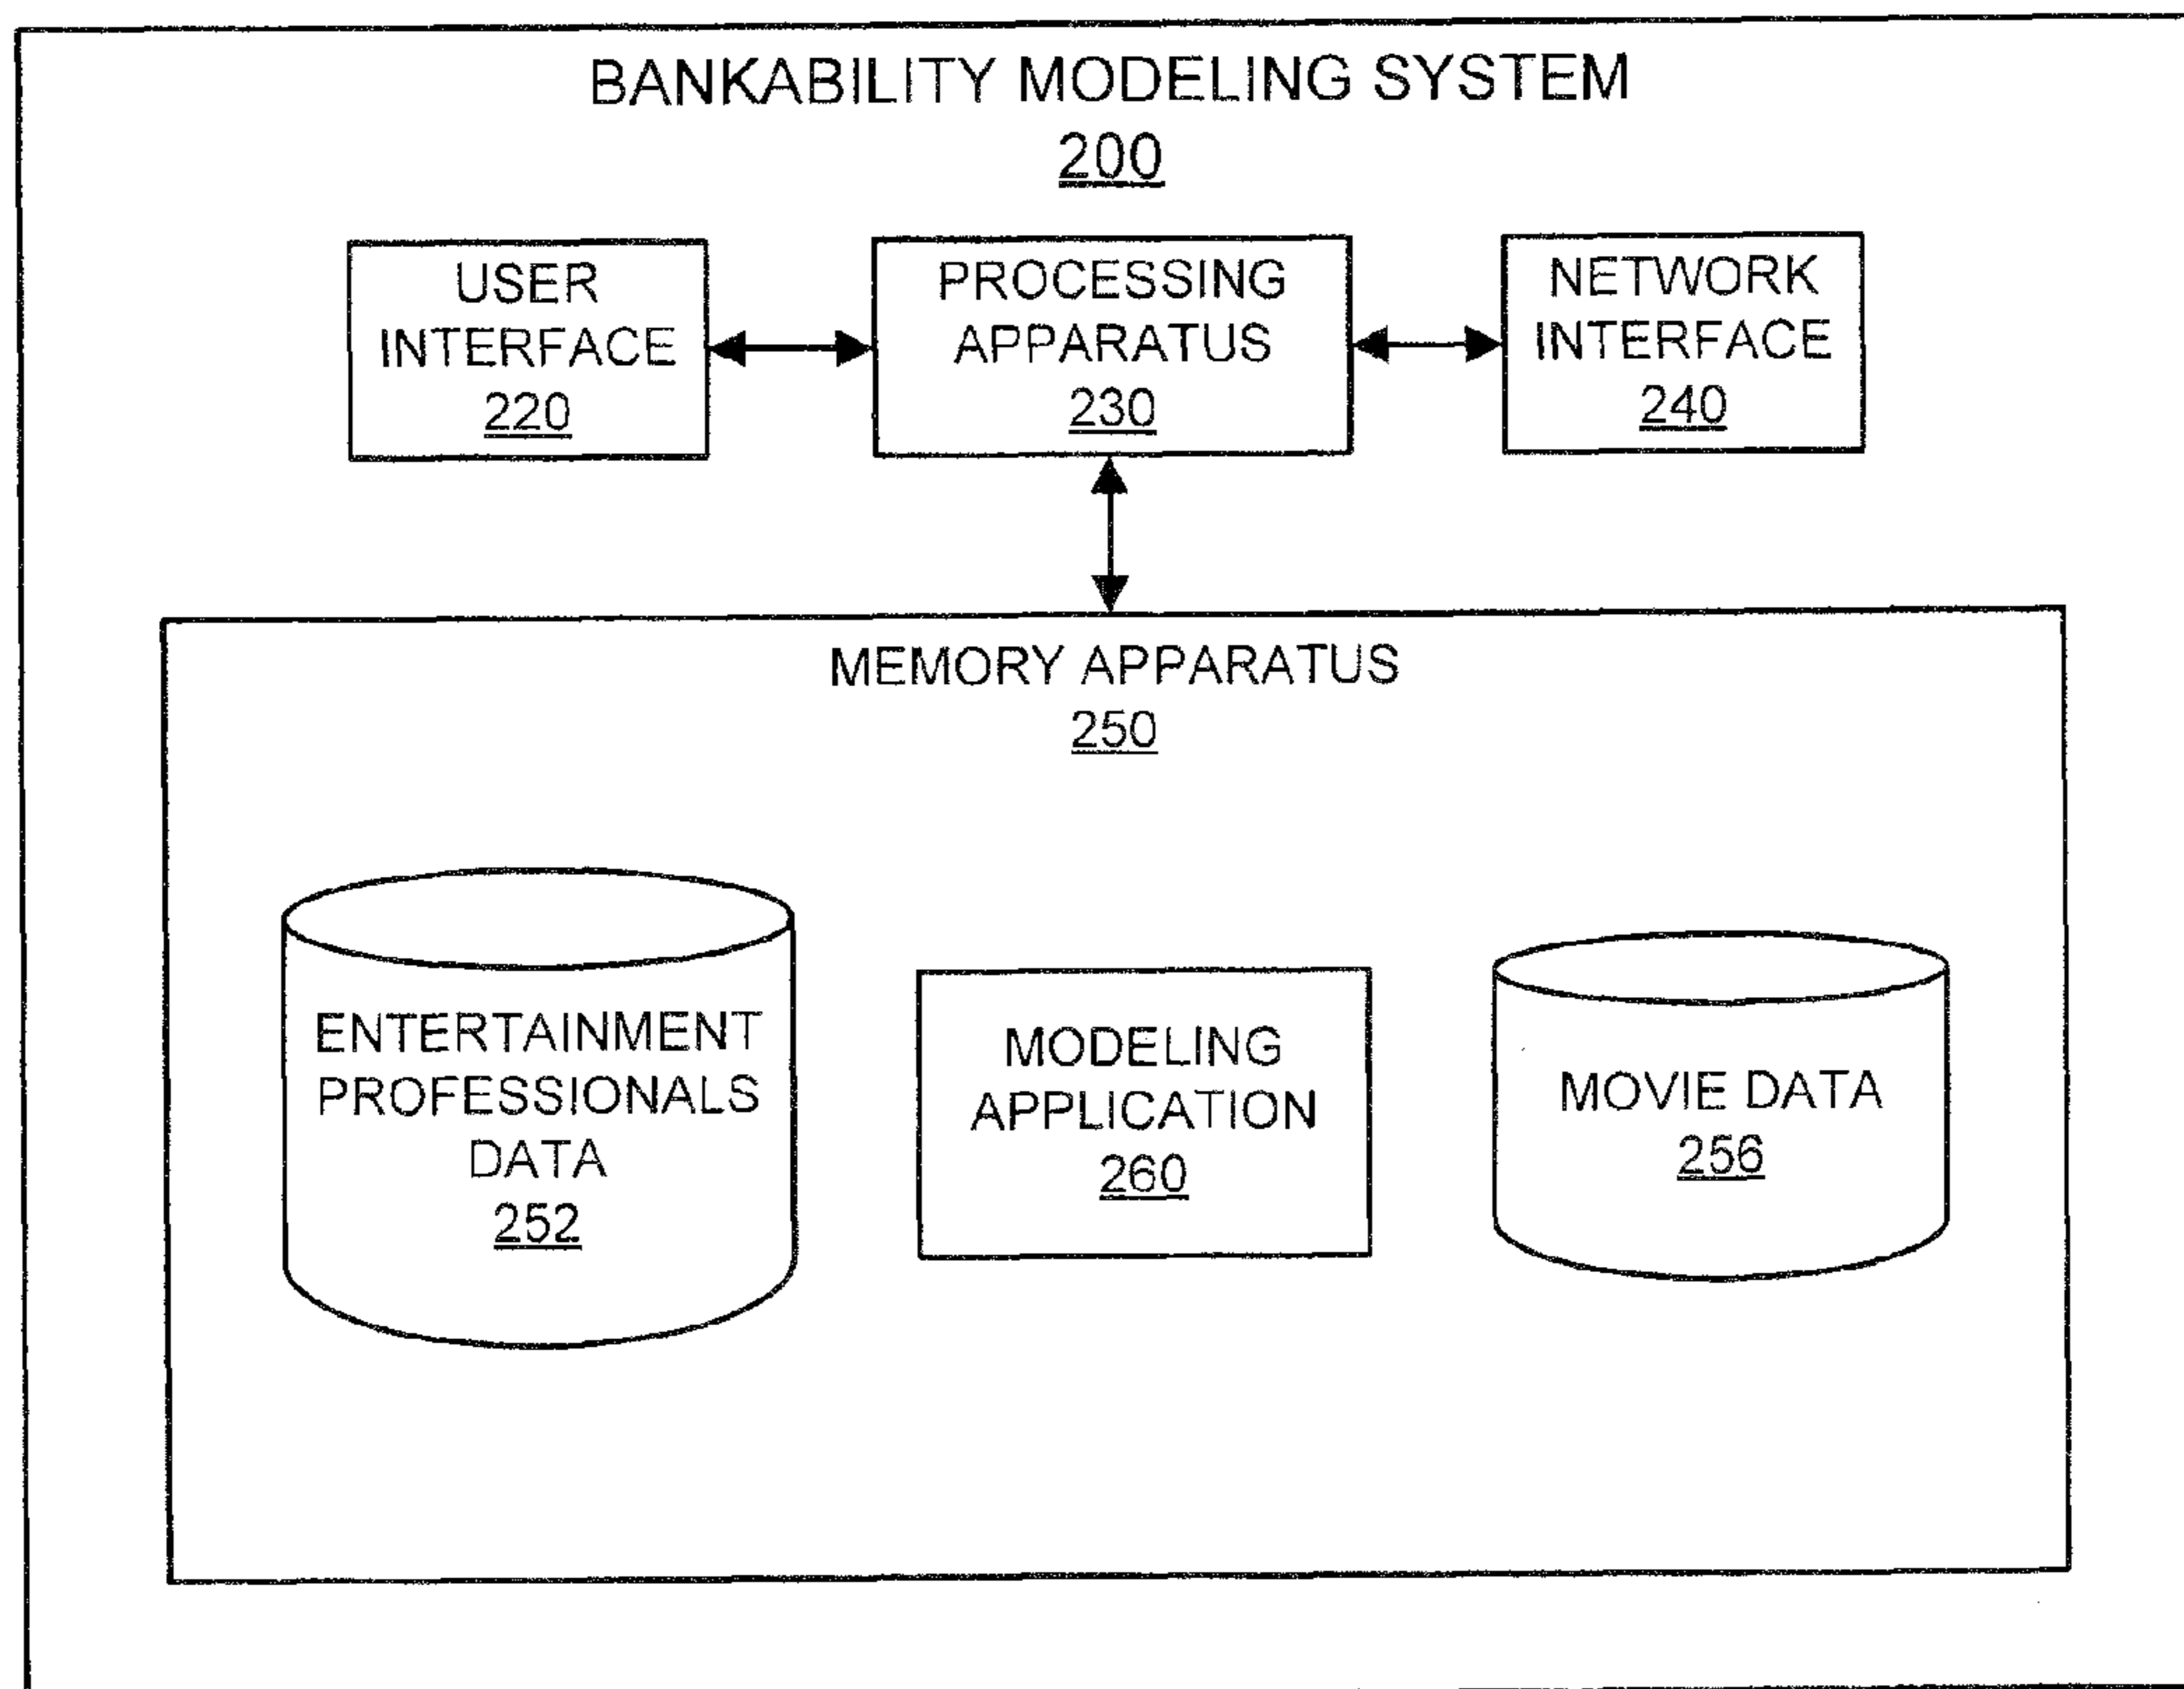 BANKABILITY MODELING SYSTEM
200
USER
INTERFACE
220
PROCESSING
APPARATUS
230
NETWORK
INTERFACE
240
MEMORY APPARATUS
250
ENTERTAINMENT
PROFESSIONALS
DATA
252
MODELING
APPLICATION
260
MOVIE DATA
256